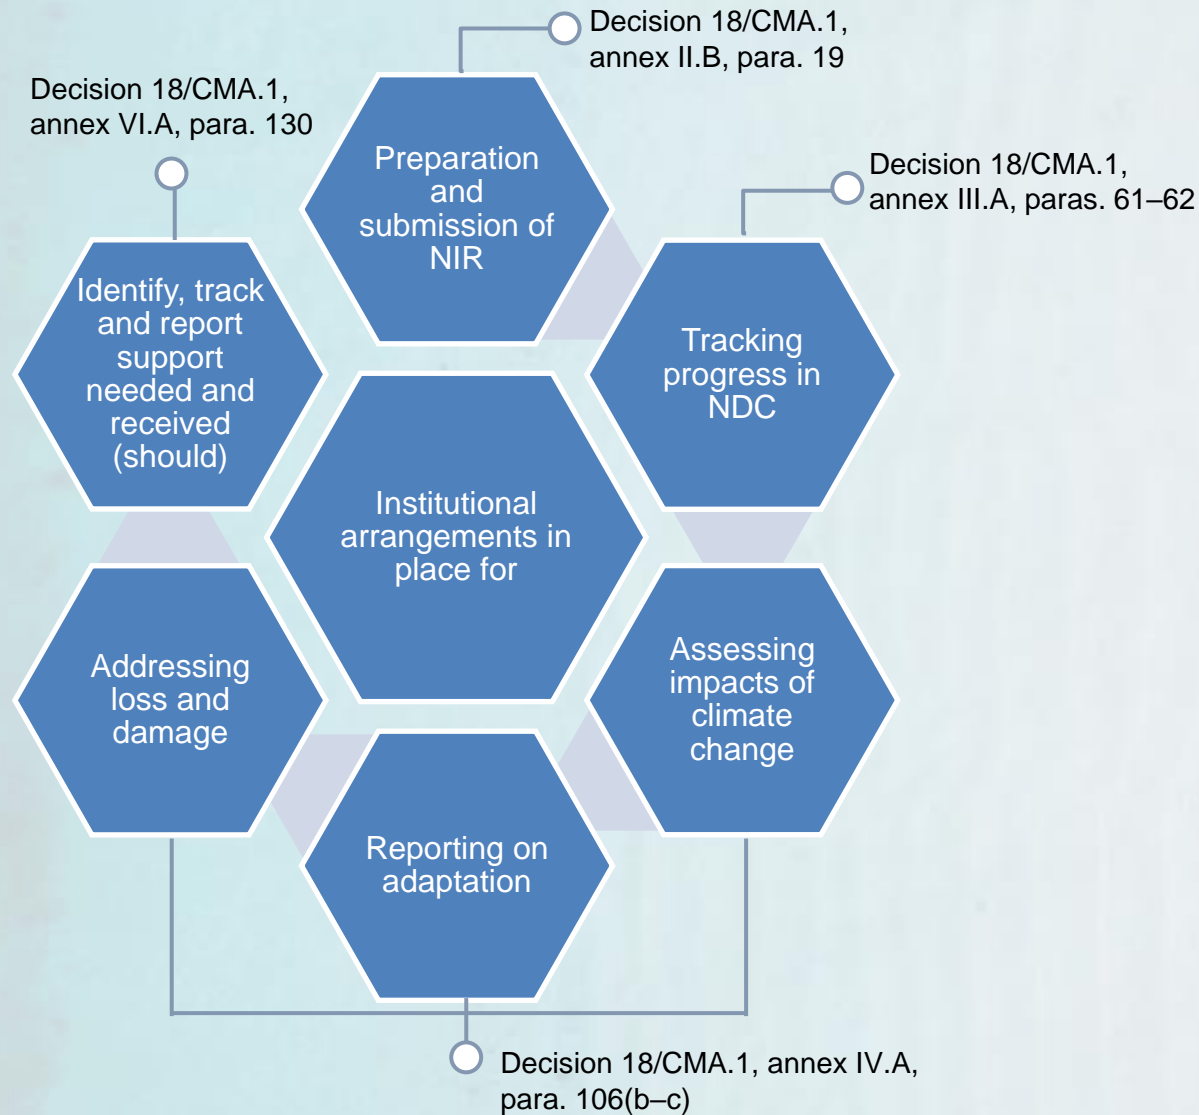 Decision 18/CMA.1,
annex II.B, para. 19
Decision 18/CMA.1,
annex VI.A, para. 130
Preparation
and
submission of
NIR
Decision 18/CMA.1,
annex III.A, paras. 61–62
Identify, track
and report
support
needed and
received
(should)
Tracking
progress in
NDC
Institutional
arrangements in
place for
Addressing
loss and
damage
Assessing
impacts of
climate
change
Reporting on
adaptation
Decision 18/CMA.1, annex IV.A,
para. 106(b–c)